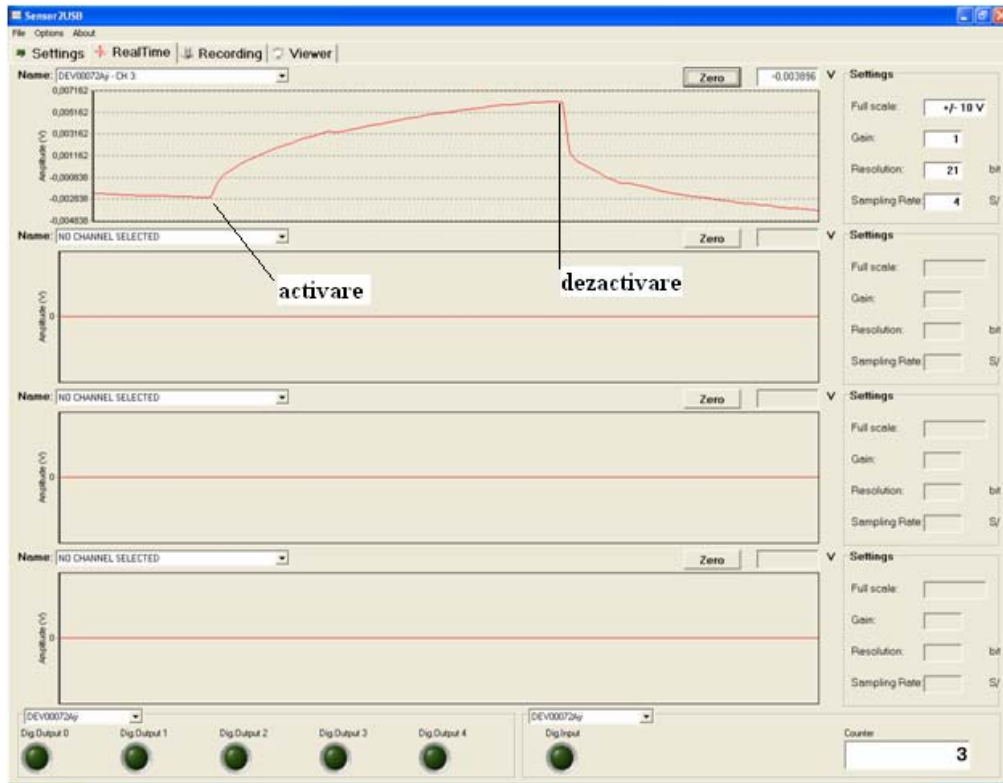 Sensor2USB
File Options About
Settings RealTime Recording Viewer
Name: DEV00072Ay - CH 3: Zero -0,003896 V Settings
0,007162
0,005162
0,003162
0,001162
-0,000838
-0,002838
-0,004838
Amplitude (V)
Full scale: +/- 10 V
Gain: 1
Resolution: 21 bit
Sampling Rate: 4 S/
activare
dezactivare
Name: NO CHANNEL SELECTED Zero V Settings
Amplitude (V)
0
Full scale:
Gain:
Resolution: bit
Sampling Rate: S/
Name: NO CHANNEL SELECTED Zero V Settings
Amplitude (V)
0
Full scale:
Gain:
Resolution: bit
Sampling Rate: S/
Name: NO CHANNEL SELECTED Zero V Settings
Amplitude (V)
0
Full scale:
Gain:
Resolution: bit
Sampling Rate: S/
DEV00072Ay DEV00072Ay
Dig.Output 0 Dig.Output 1 Dig.Output 2 Dig.Output 3 Dig.Output 4 Dig.Input Counter
3